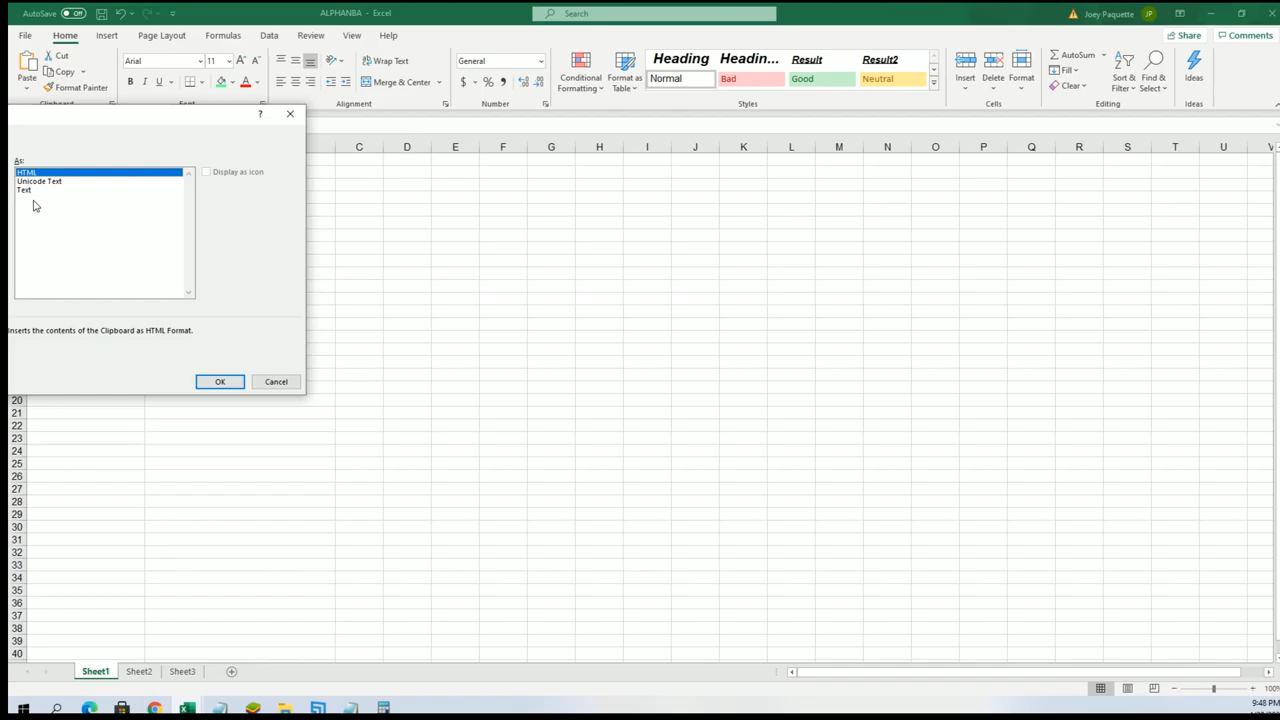 AutoSave Off ALPHANBA - Excel Search Joey Paquette JP
File Home Insert Page Layout Formulas Data Review View Help Share Comments
Paste Cut Copy Format Painter
Clipboard
Arial 11 A A
B I U A
Font
Wrap Text
Merge & Center
Alignment
General
$ %
Number
Conditional Formatting
Format as Table
Heading Headin... Result Result2
Normal Bad Good Neutral
Styles
Insert Delete Format
Cells
AutoSum
Fill
Clear
Sort & Filter
Find & Select
Editing
Ideas
Ideas
?
C D E F G H I J K L M N O P Q R S T U V
As:
HTML
Unicode Text
Text
Display as icon
Inserts the contents of the Clipboard as HTML Format.
OK Cancel
20
21
22
23
24
25
26
27
28
29
30
31
32
33
34
35
36
37
38
39
40
Sheet1 Sheet2 Sheet3
100%
9:48 PM